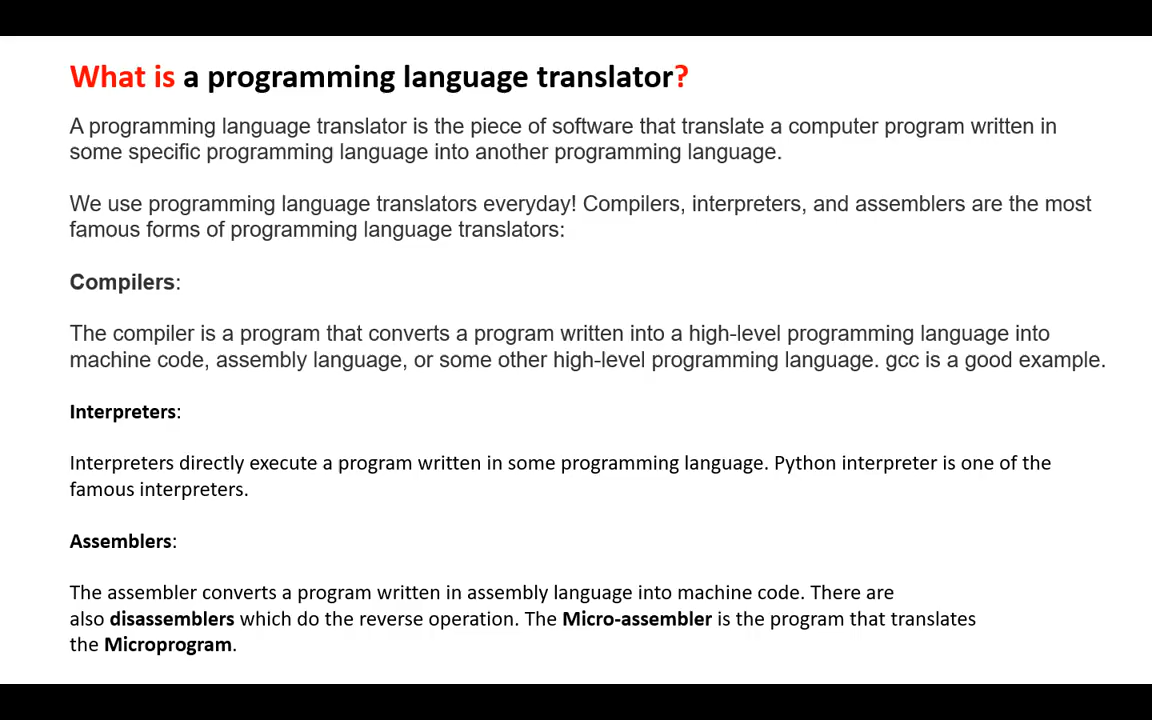 What is a programming language translator?
A programming language translator is the piece of software that translate a computer program written in
some specific programming language into another programming language.
We use programming language translators everyday! Compilers, interpreters, and assemblers are the most
famous forms of programming language translators:
Compilers:
The compiler is a program that converts a program written into a high-level programming language into
machine code, assembly language, or some other high-level programming language. gcc is a good example.
Interpreters:
Interpreters directly execute a program written in some programming language. Python interpreter is one of the
famous interpreters.
Assemblers:
The assembler converts a program written in assembly language into machine code. There are
also disassemblers which do the reverse operation. The Micro-assembler is the program that translates
the Microprogram.